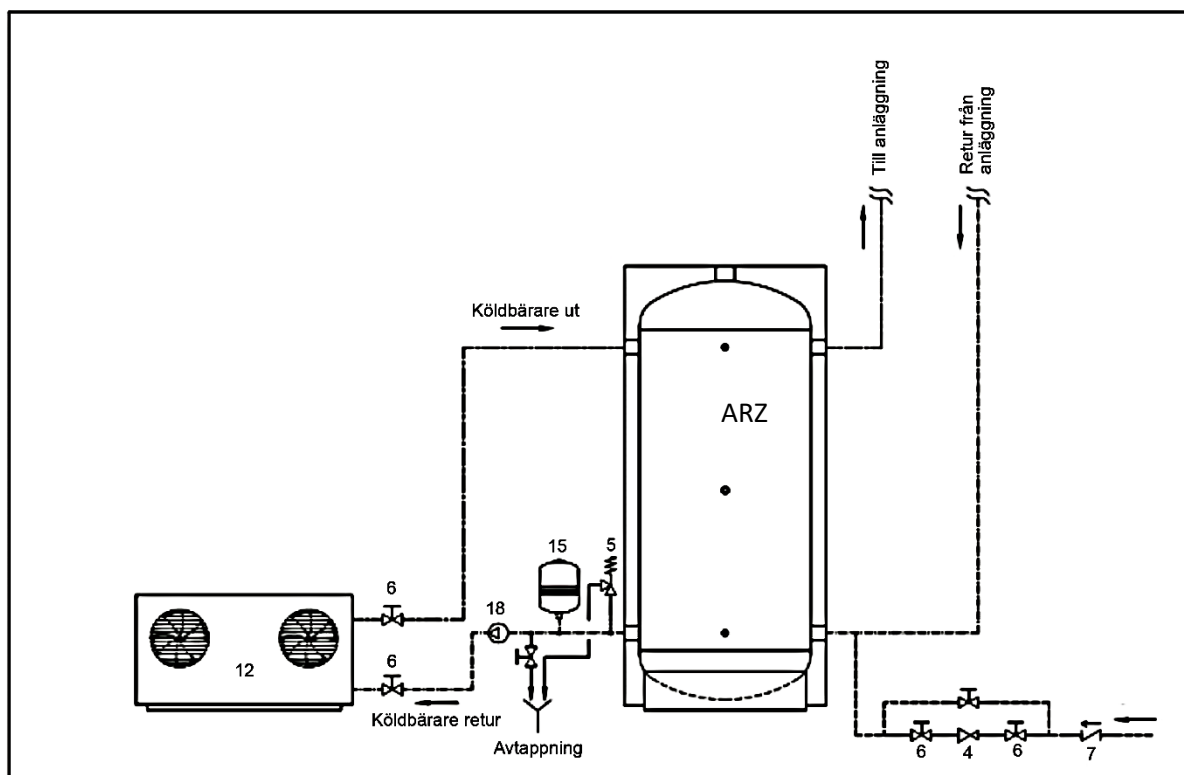 Till anläggning
Retur från
anläggning
Köldbärare ut
ARZ
15
5
6
18
12
6
Köldbärare retur
Avtappning
6
4
6
7